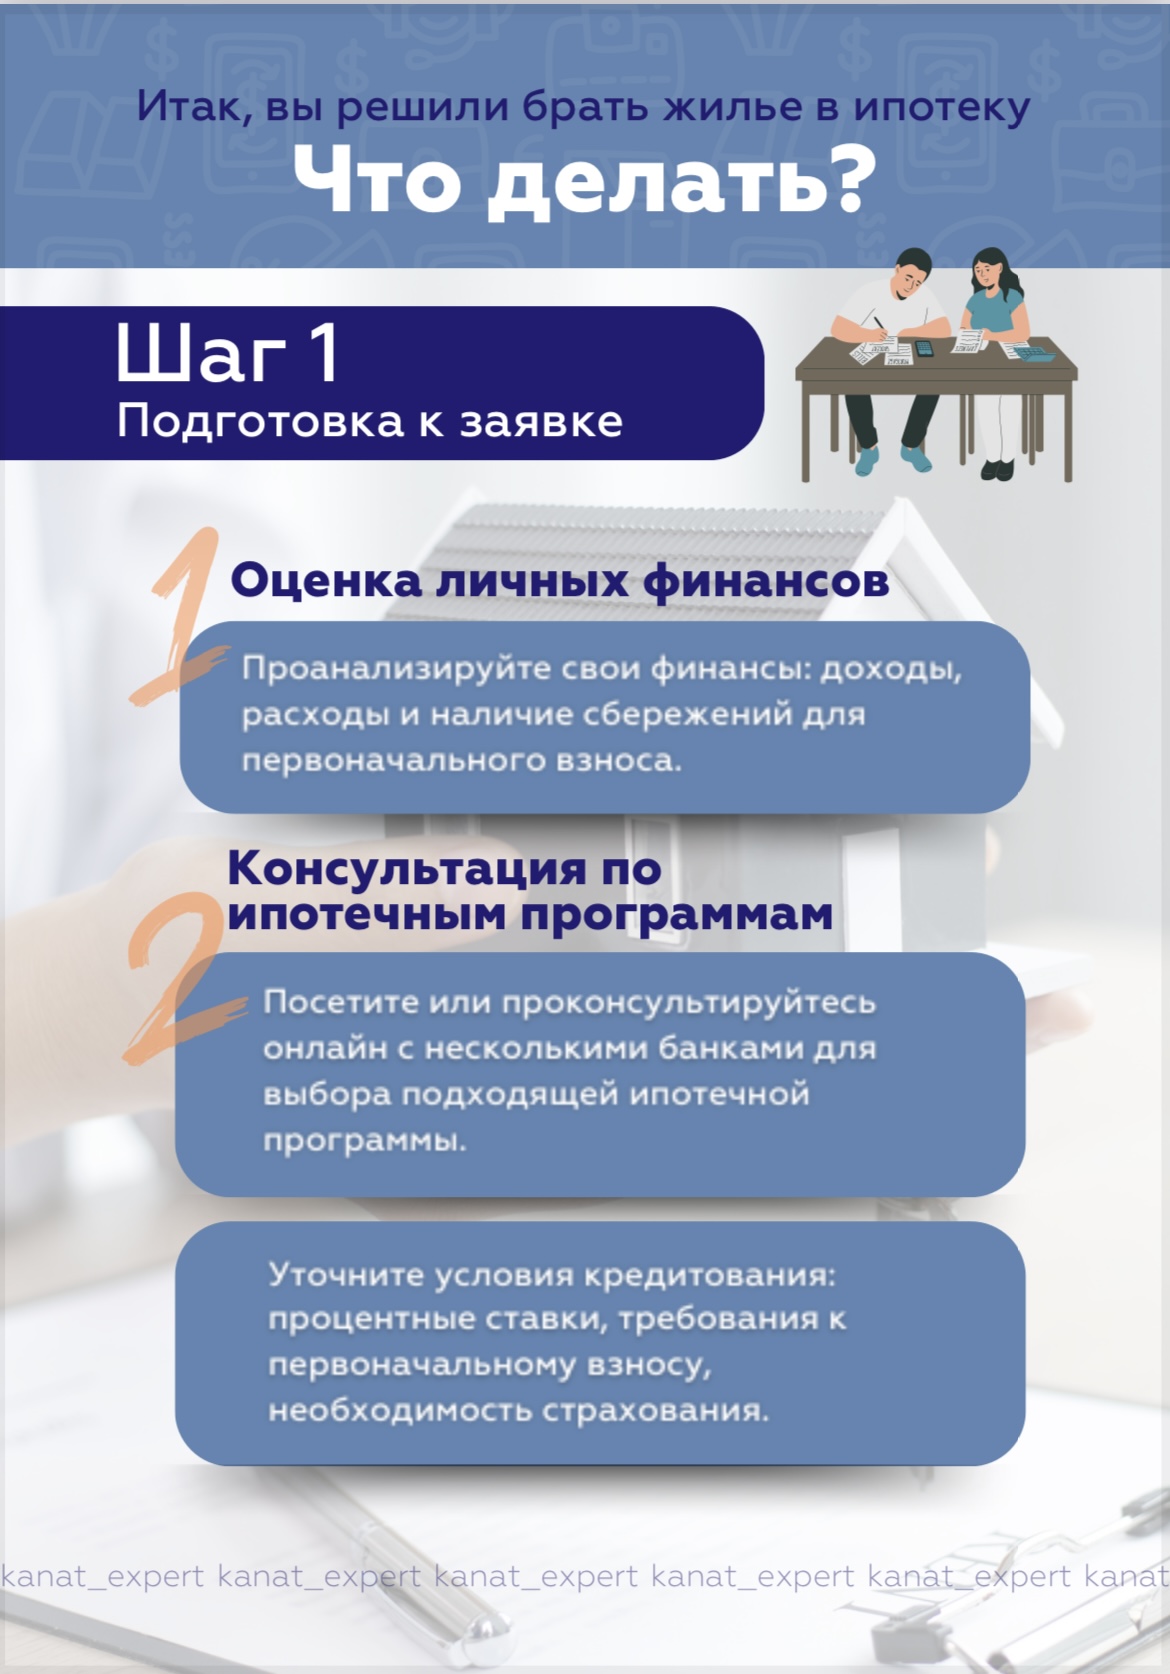 Итак, вы решили брать жилье в ипотеку
Что делать?
Шаг 1
Подготовка к заявке
1
Оценка личных финансов
Проанализируйте свои финансы: доходы,
расходы и наличие сбережений для
первоначального взноса.
Консультация по
ипотечным программам
2
Посетите или проконсультируйтесь
онлайн с несколькими банками для
выбора подходящей ипотечной
программы.
Уточните условия кредитования:
процентные ставки, требования к
первоначальному взносу,
необходимость страхования.
kanat_expert kanat_expert kanat_expert kanat_expert kanat_expert kanat